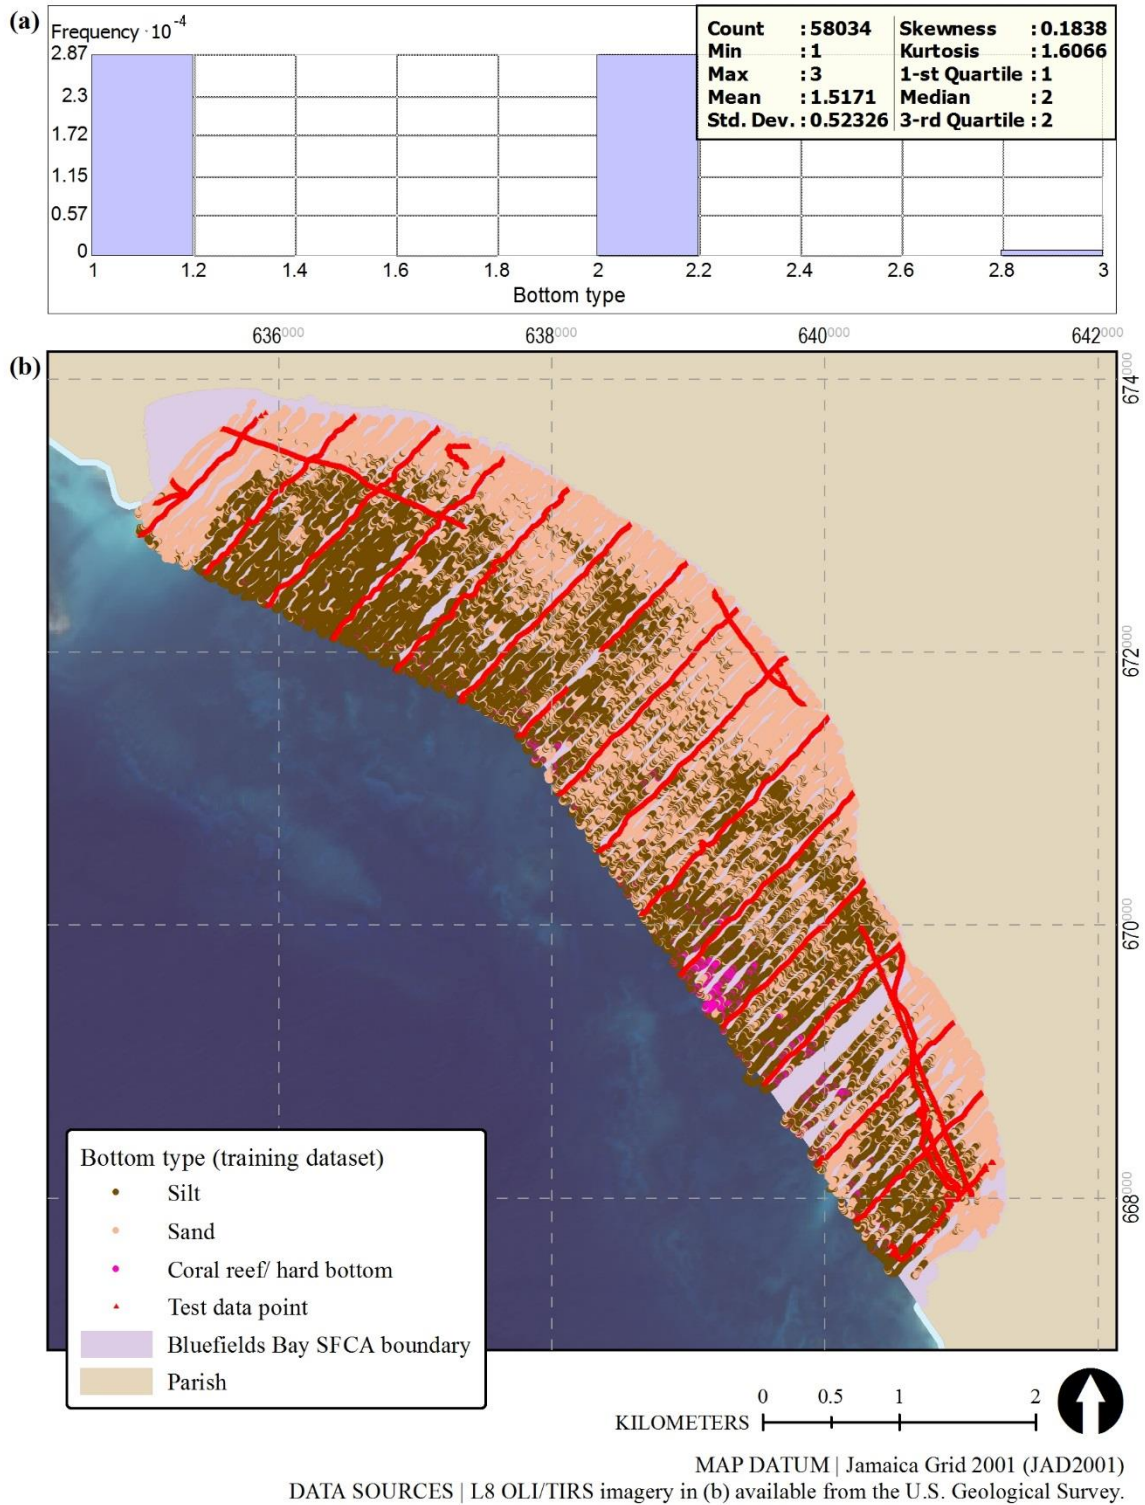 (a)
Frequency · 10⁻⁴
Count : 58034 Skewness : 0.1838
Min : 1 Kurtosis : 1.6066
Max : 3 1-st Quartile : 1
Mean : 1.5171 Median : 2
Std. Dev. : 0.52326 3-rd Quartile : 2
2.87
2.3
1.72
1.15
0.57
0
1 1.2 1.4 1.6 1.8 2 2.2 2.4 2.6 2.8 3
Bottom type
(b)
636000 638000 640000 642000
674000
672000
670000
668000
Bottom type (training dataset)
Silt
Sand
Coral reef/ hard bottom
Test data point
Bluefields Bay SFCA boundary
Parish
0 0.5 1 2
KILOMETERS
MAP DATUM | Jamaica Grid 2001 (JAD2001)
DATA SOURCES | L8 OLI/TIRS imagery in (b) available from the U.S. Geological Survey.